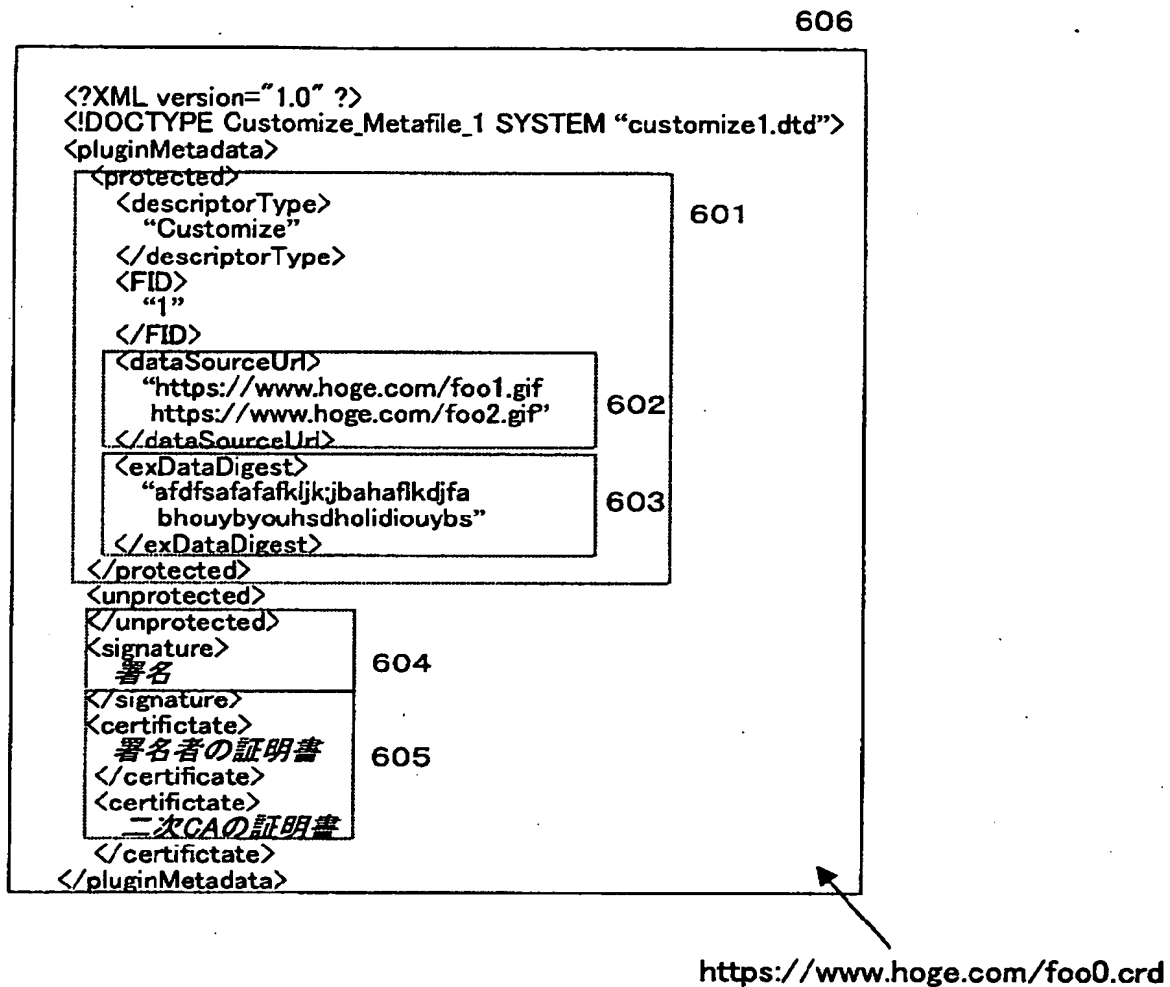 606
<?XML version="1.0" ?>
<!DOCTYPE Customize_Metafile_1 SYSTEM “customize1.dtd”>
<pluginMetadata>
<protected>
<descriptorType>
“Customize”
</descriptorType>
601
<FID>
“1”
</FID>
<dataSourceUrl>
“https://www.hoge.com/foo1.gif
https://www.hoge.com/foo2.gif”
602
</dataSourceUrl>
<exDataDigest>
“afdfsafafafkljk;jbahaflkdjfa
bhouybyouhsdholidiouybs”
603
</exDataDigest>
</protected>
<unprotected>
</unprotected>
<signature>
署名
604
</signature>
<certifictate>
署名者の証明書
605
</certificate>
<certifictate>
二次CAの証明書
</certifictate>
</pluginMetadata>
https://www.hoge.com/foo0.crd